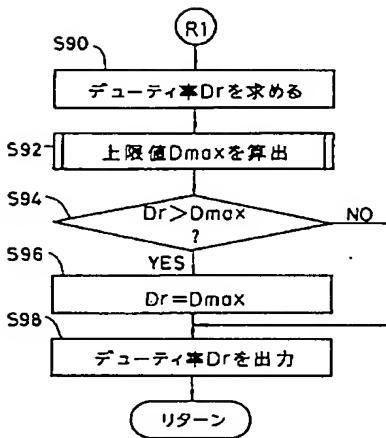 R1
S90
デューティ率Drを求める
S92
上限値Dmaxを算出
S94
Dr>Dmax
?
NO
YES
S96
Dr=Dmax
S98
デューティ率Drを出力
リターン